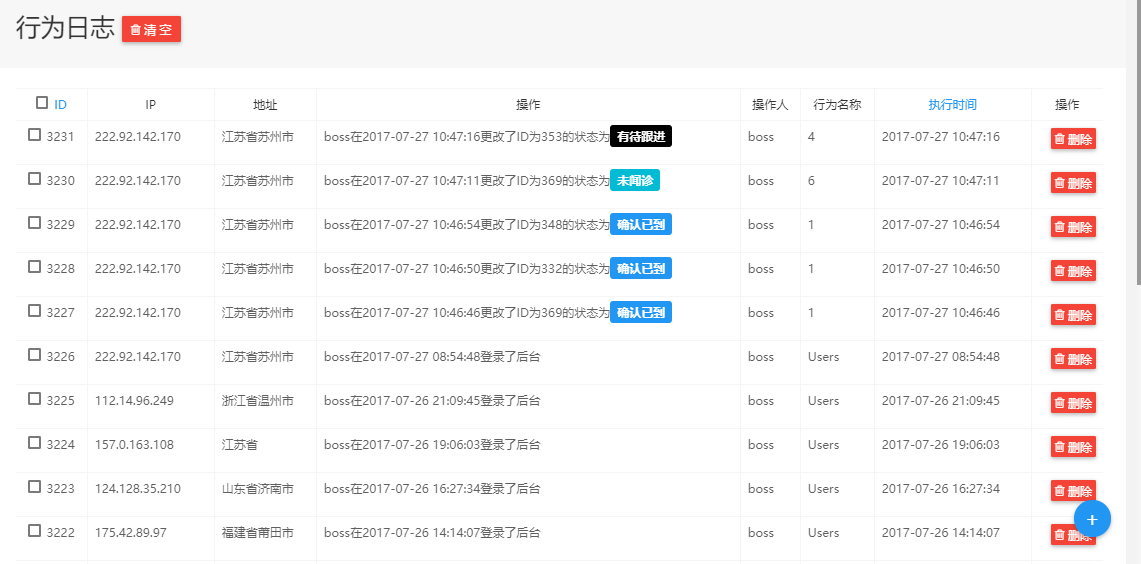 行为日志 清空
ID IP 地址 操作 操作人 行为名称 执行时间 操作
3231 222.92.142.170 江苏省苏州市 boss在2017-07-27 10:47:16更改了ID为353的状态为有待跟进 boss 4 2017-07-27 10:47:16 删除
3230 222.92.142.170 江苏省苏州市 boss在2017-07-27 10:47:11更改了ID为369的状态为未闻诊 boss 6 2017-07-27 10:47:11 删除
3229 222.92.142.170 江苏省苏州市 boss在2017-07-27 10:46:54更改了ID为348的状态为确认已到 boss 1 2017-07-27 10:46:54 删除
3228 222.92.142.170 江苏省苏州市 boss在2017-07-27 10:46:50更改了ID为332的状态为确认已到 boss 1 2017-07-27 10:46:50 删除
3227 222.92.142.170 江苏省苏州市 boss在2017-07-27 10:46:46更改了ID为369的状态为确认已到 boss 1 2017-07-27 10:46:46 删除
3226 222.92.142.170 江苏省苏州市 boss在2017-07-27 08:54:48登录了后台 boss Users 2017-07-27 08:54:48 删除
3225 112.14.96.249 浙江省温州市 boss在2017-07-26 21:09:45登录了后台 boss Users 2017-07-26 21:09:45 删除
3224 157.0.163.108 江苏省 boss在2017-07-26 19:06:03登录了后台 boss Users 2017-07-26 19:06:03 删除
3223 124.128.35.210 山东省济南市 boss在2017-07-26 16:27:34登录了后台 boss Users 2017-07-26 16:27:34 删除
3222 175.42.89.97 福建省莆田市 boss在2017-07-26 14:14:07登录了后台 boss Users 2017-07-26 14:14:07 删除